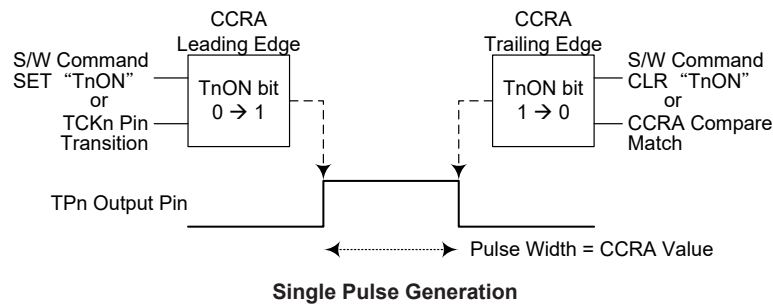 CCRA
Leading Edge
S/W Command
SET “TnON”
or
TCKn Pin
Transition
TnON bit
0 → 1
CCRA
Trailing Edge
TnON bit
1 → 0
S/W Command
CLR “TnON”
or
CCRA Compare
Match
TPn Output Pin
Pulse Width = CCRA Value
Single Pulse Generation